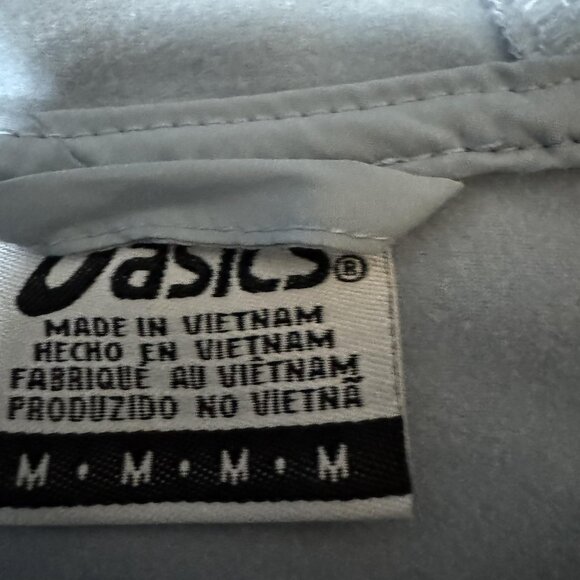 asics®
MADE IN VIETNAM
HECHO EN VIETNAM
FABRIQUÉ AU VIÊTNAM
PRODUZIDO NO VIETNÃ
M • M • M • M